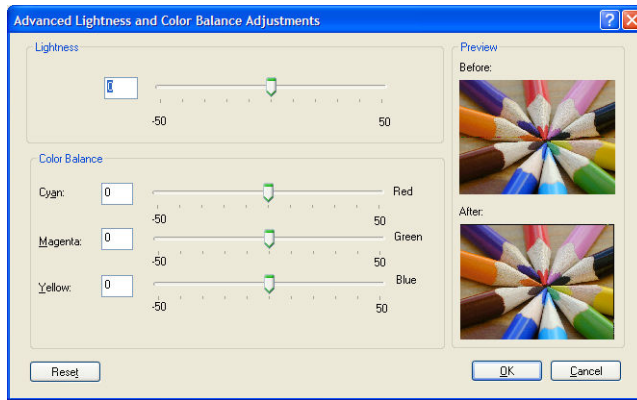 Advanced Lightness and Color Balance Adjustments
Lightness
0
-50 50
Color Balance
Cyan: 0 Red
-50 50
Magenta: 0 Green
-50 50
Yellow: 0 Blue
-50 50
Preview
Before:
After:
Reset OK Cancel